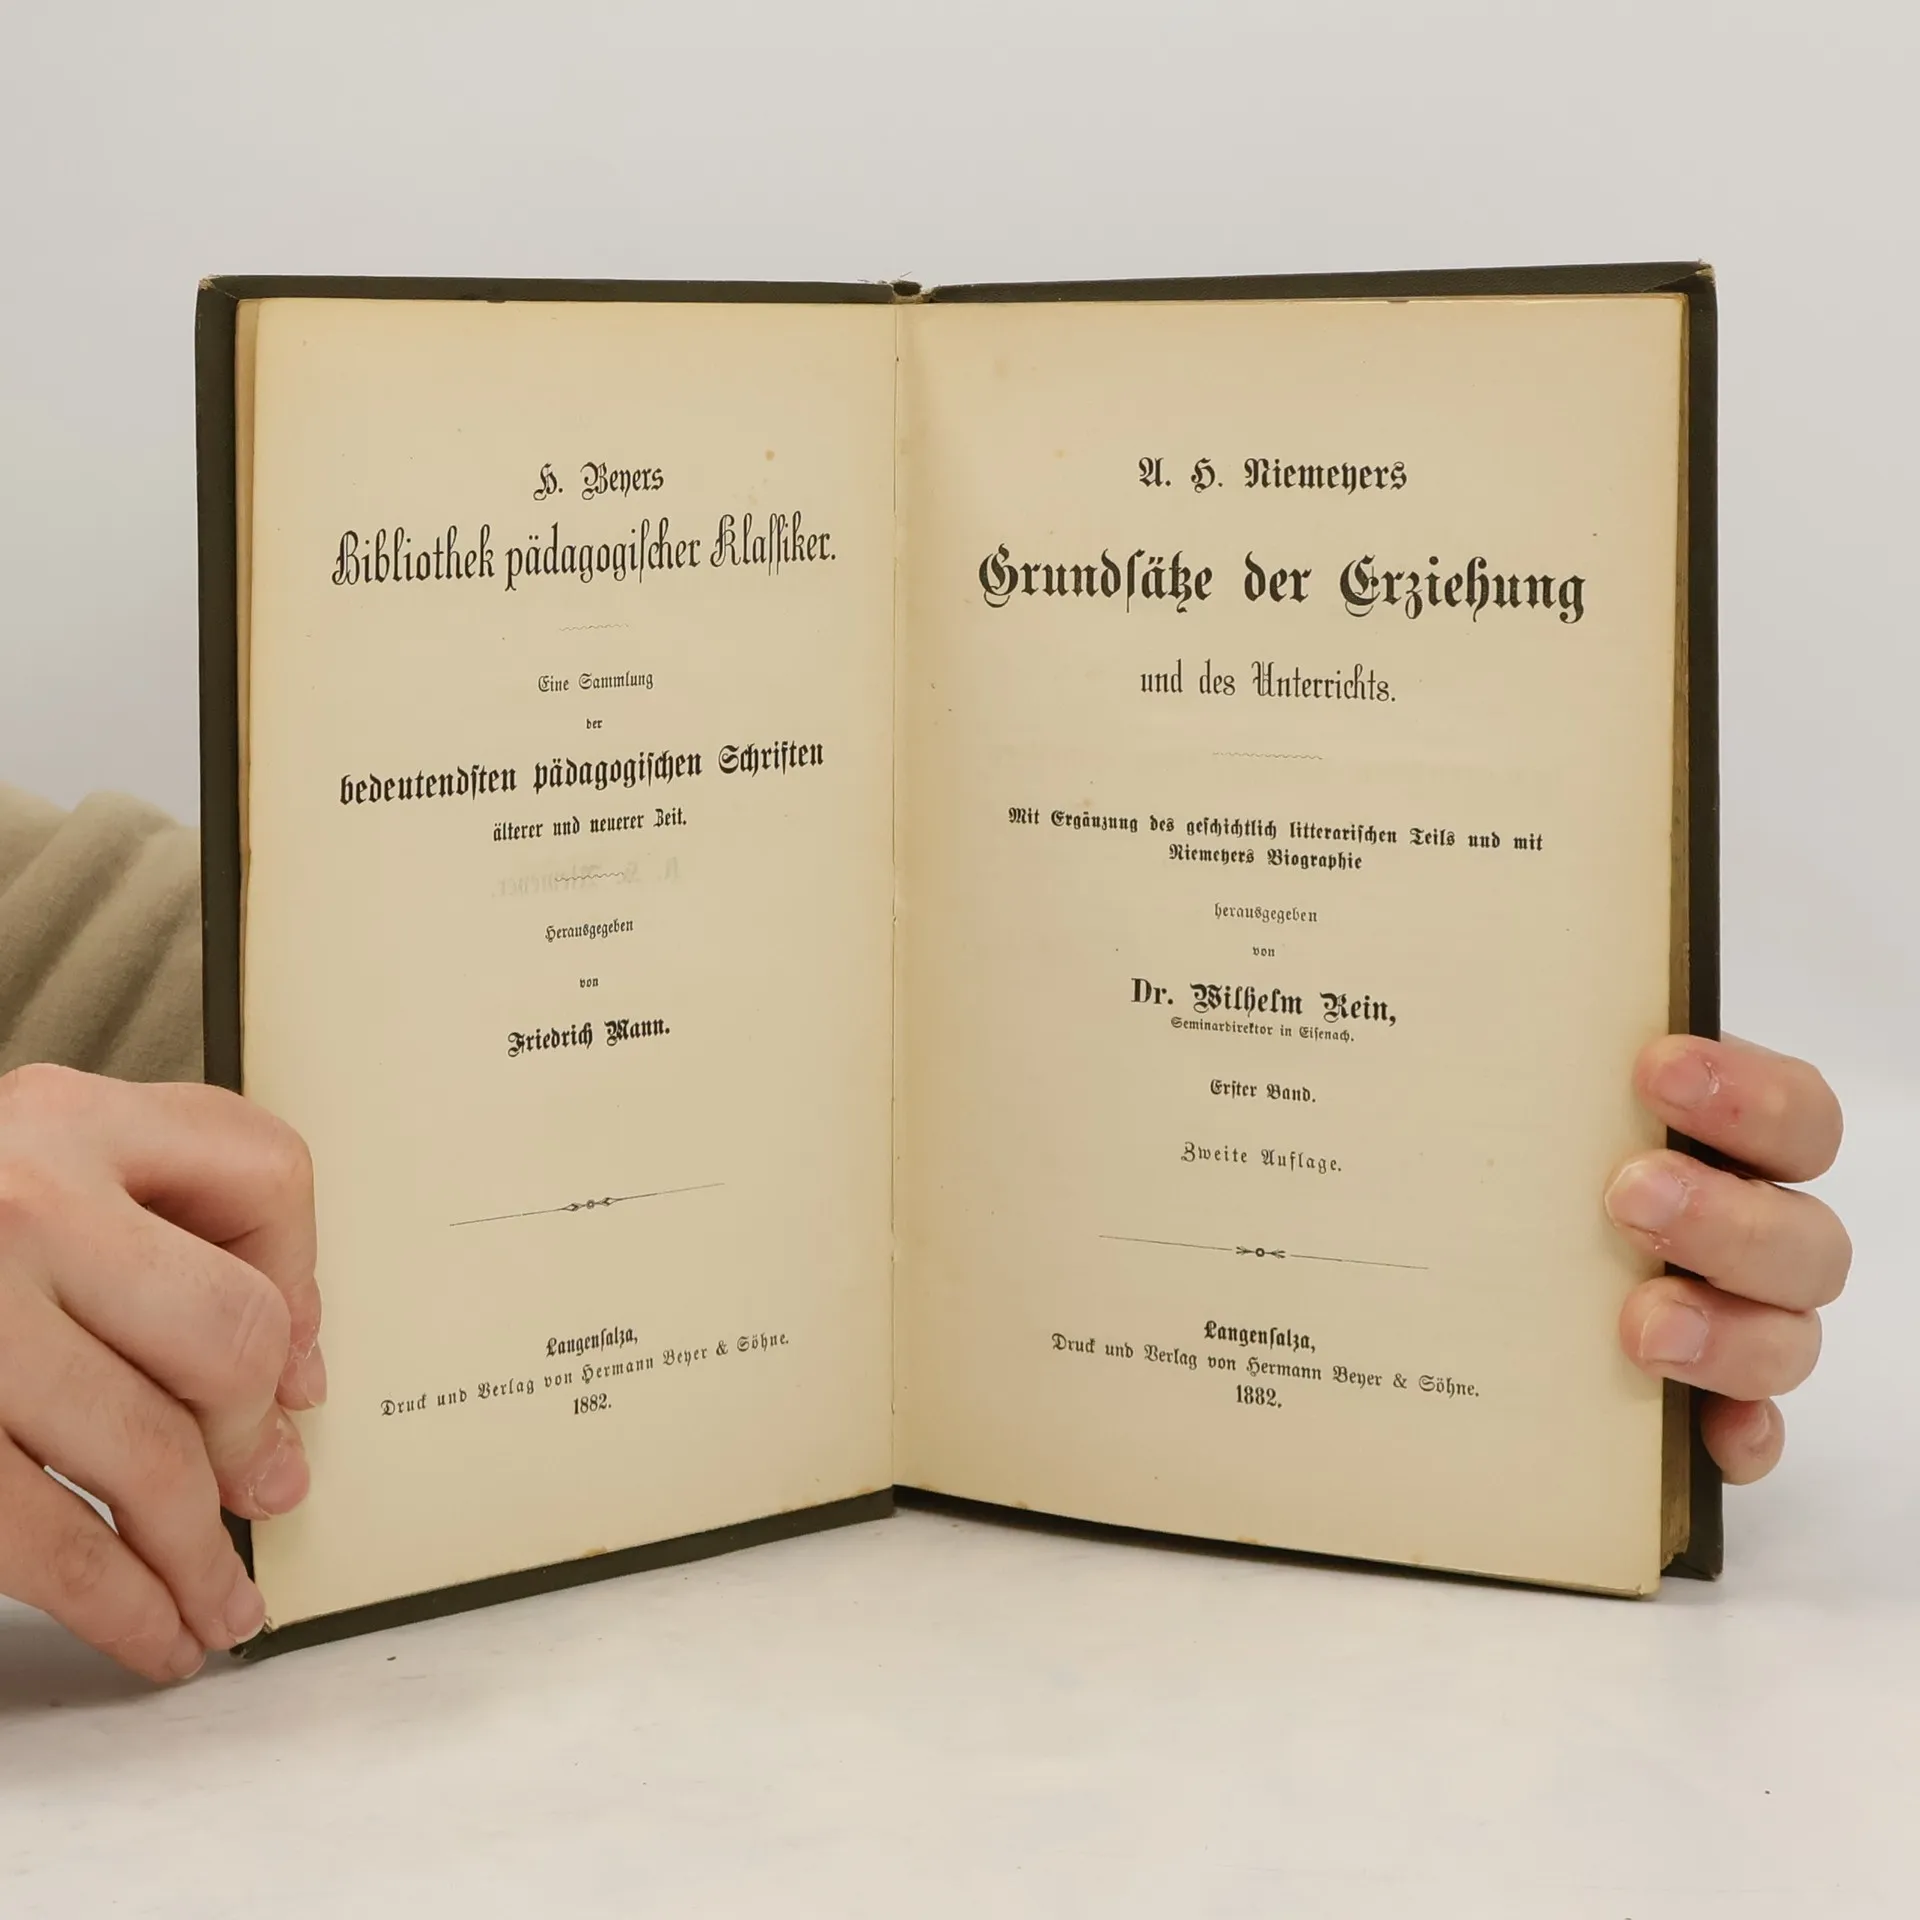 H. Beyers
Bibliothek pädagogiſcher Klaſſiker.
Eine Sammlung
der
bedeutendſten pädagogiſchen Schriften
älterer und neuerer Zeit.
Herausgegeben
von
Friedrich Mann.
Langenſalza,
Druck und Verlag von Hermann Beyer & Söhne.
1882.
A. H. Niemeyers
Grundſätze der Erziehung
und des Unterrichts.
Mit Ergänzung des geſchichtlich litterariſchen Teils und mit
Niemeyers Biographie
herausgegeben
von
Dr. Wilhelm Rein,
Seminardirektor in Eiſenach.
Erſter Band.
Zweite Auflage.
Langenſalza,
Druck und Verlag von Hermann Beyer & Söhne.
1882.